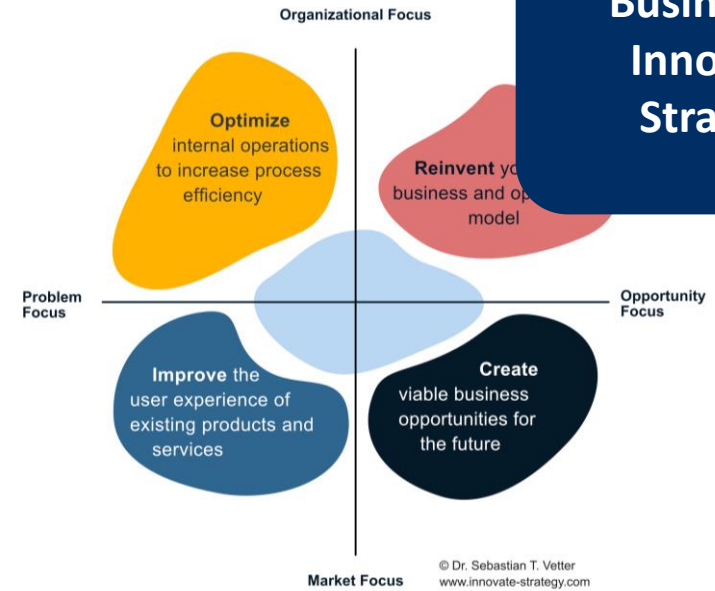 Organizational Focus
Optimize
internal operations
to increase process
efficiency
Reinvent
business and
model
Problem
Focus
Opportunity
Focus
Improve the
user experience of
existing products and
services
Create
viable business
opportunities for
the future
Market Focus
© Dr. Sebastian T. Vetter
www.innovate-strategy.com